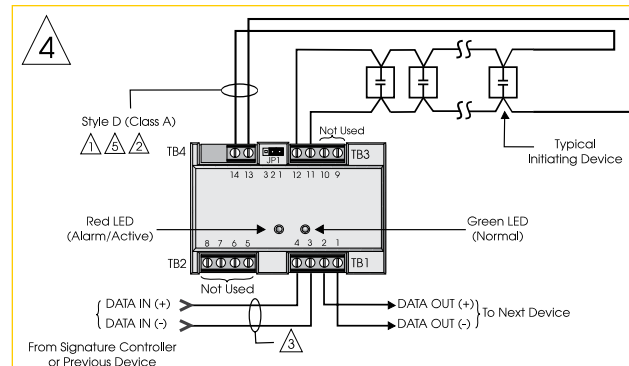 4
Style D (Class A)
1 5 2
TB4
JP1
Not Used
TB3
Typical
Initiating Device
14 13 3 2 1 12 11 10 9
Red LED
(Alarm/Active)
Green LED
(Normal)
8 7 6 5 4 3 2 1
TB2
TB1
Not Used
DATA IN (+)
DATA IN (-)
DATA OUT (+)
DATA OUT (-)
To Next Device
3
From Signature Controller
or Previous Device